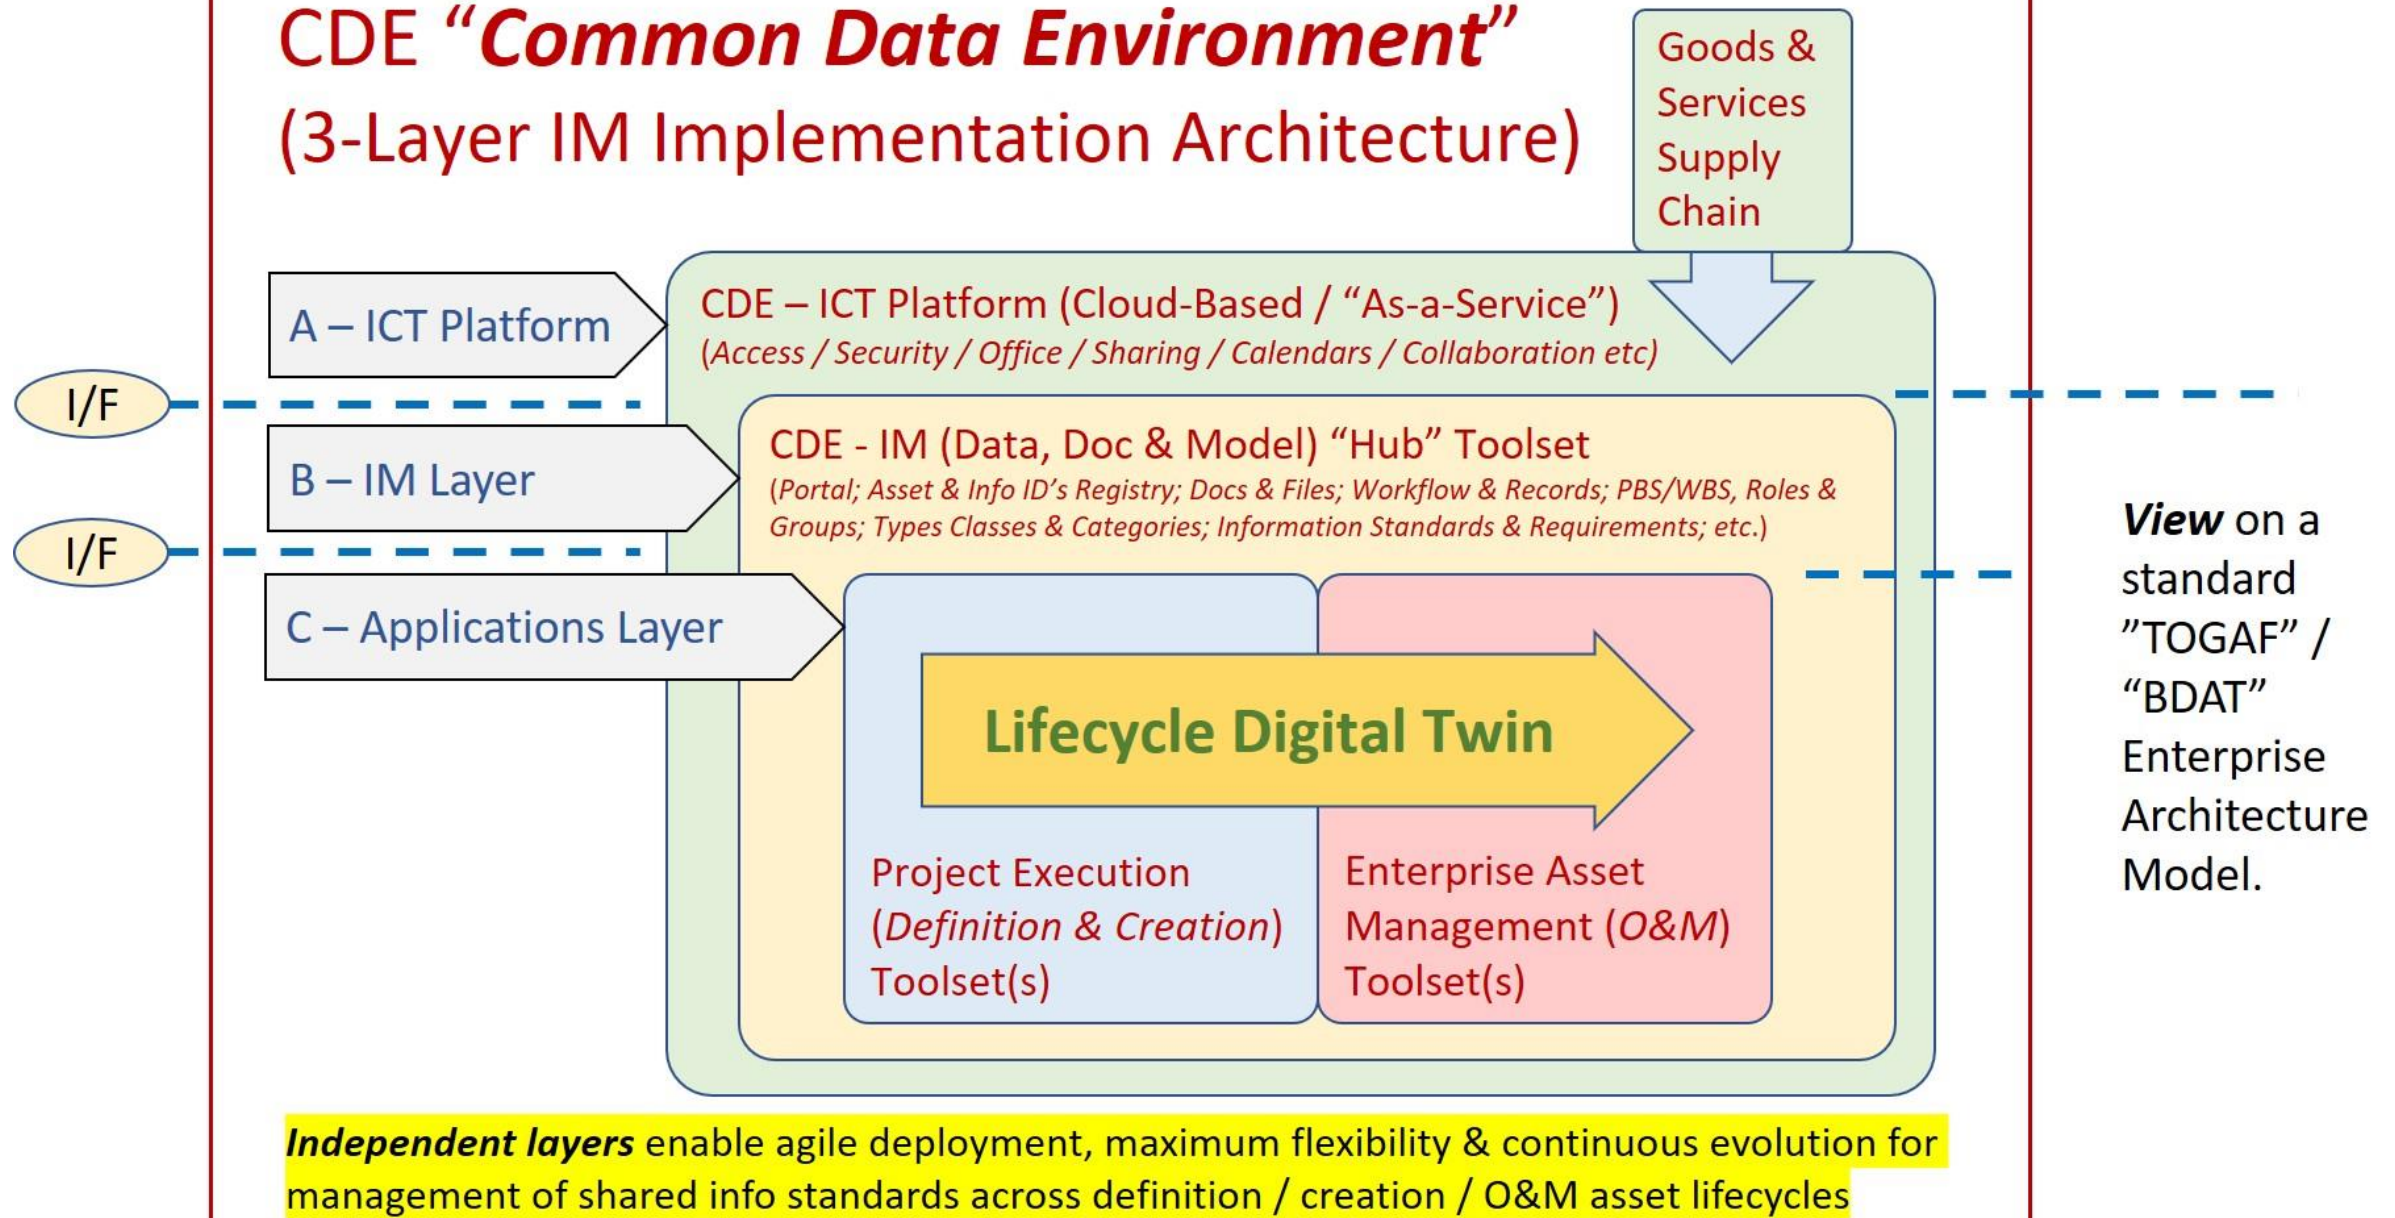 CDE “Common Data Environment”
(3-Layer IM Implementation Architecture)
Goods &
Services
Supply
Chain
A – ICT Platform
CDE – ICT Platform (Cloud-Based / “As-a-Service”)
(Access / Security / Office / Sharing / Calendars / Collaboration etc)
I/F
B – IM Layer
CDE - IM (Data, Doc & Model) “Hub” Toolset
(Portal; Asset & Info ID’s Registry; Docs & Files; Workflow & Records; PBS/WBS, Roles &
Groups; Types Classes & Categories; Information Standards & Requirements; etc.)
I/F
C – Applications Layer
Lifecycle Digital Twin
Project Execution
(Definition & Creation)
Toolset(s)
Enterprise Asset
Management (O&M)
Toolset(s)
View on a
standard
”TOGAF” /
“BDAT”
Enterprise
Architecture
Model.
Independent layers enable agile deployment, maximum flexibility & continuous evolution for
management of shared info standards across definition / creation / O&M asset lifecycles